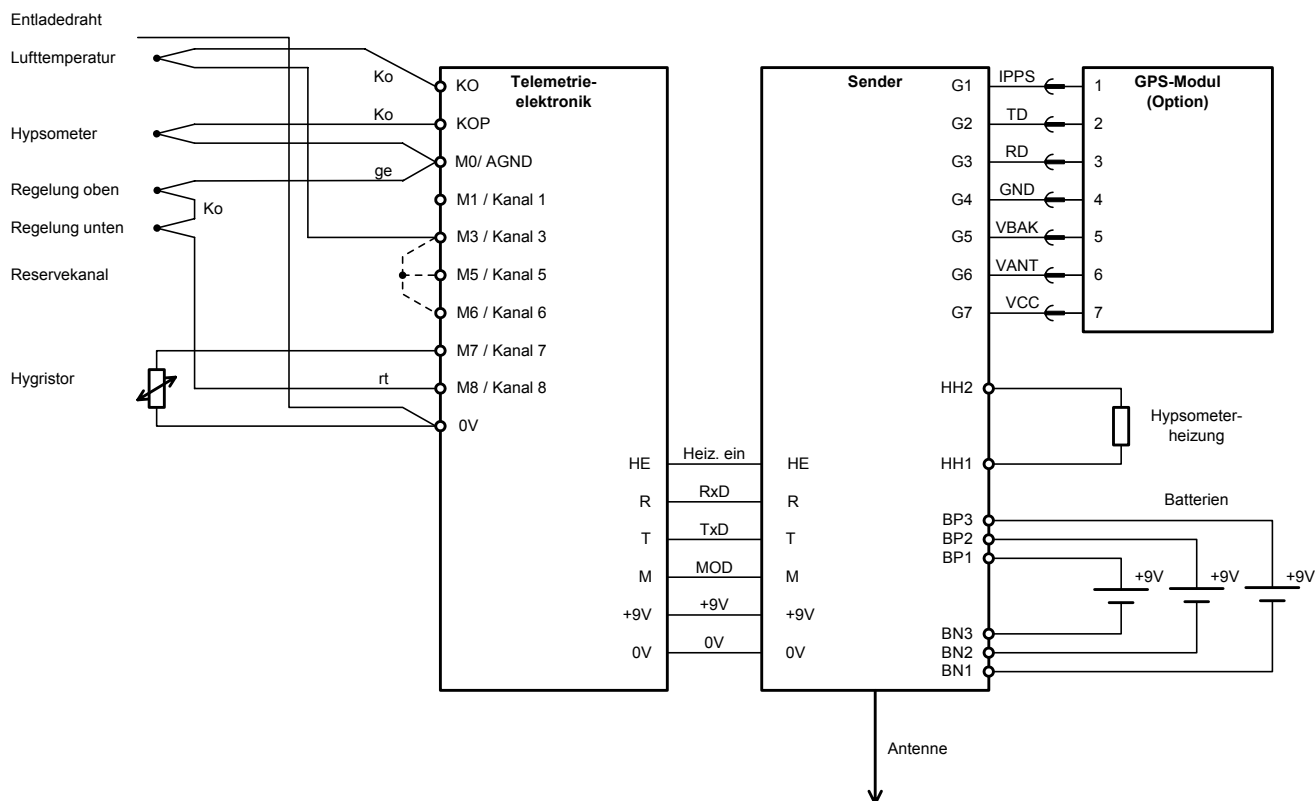 Entladedraht
Lufttemperatur
Hypsometer
Regelung oben
Regelung unten
Reservekanal
Hygristor
Ko
Ko
ge
Ko
rt
Telemetrie-
elektronik
KO
KOP
M0/ AGND
M1 / Kanal 1
M3 / Kanal 3
M5 / Kanal 5
M6 / Kanal 6
M7 / Kanal 7
M8 / Kanal 8
0V
HE
R
T
M
+9V
0V
Heiz. ein
RxD
TxD
MOD
+9V
0V
Sender
HE
R
T
M
+9V
0V
G1
G2
G3
G4
G5
G6
G7
HH2
HH1
BP3
BP2
BP1
BN3
BN2
BN1
IPPS
TD
RD
GND
VBAK
VANT
VCC
GPS-Modul
(Option)
1
2
3
4
5
6
7
Hypsometer-
heizung
Batterien
+9V
+9V
+9V
Antenne